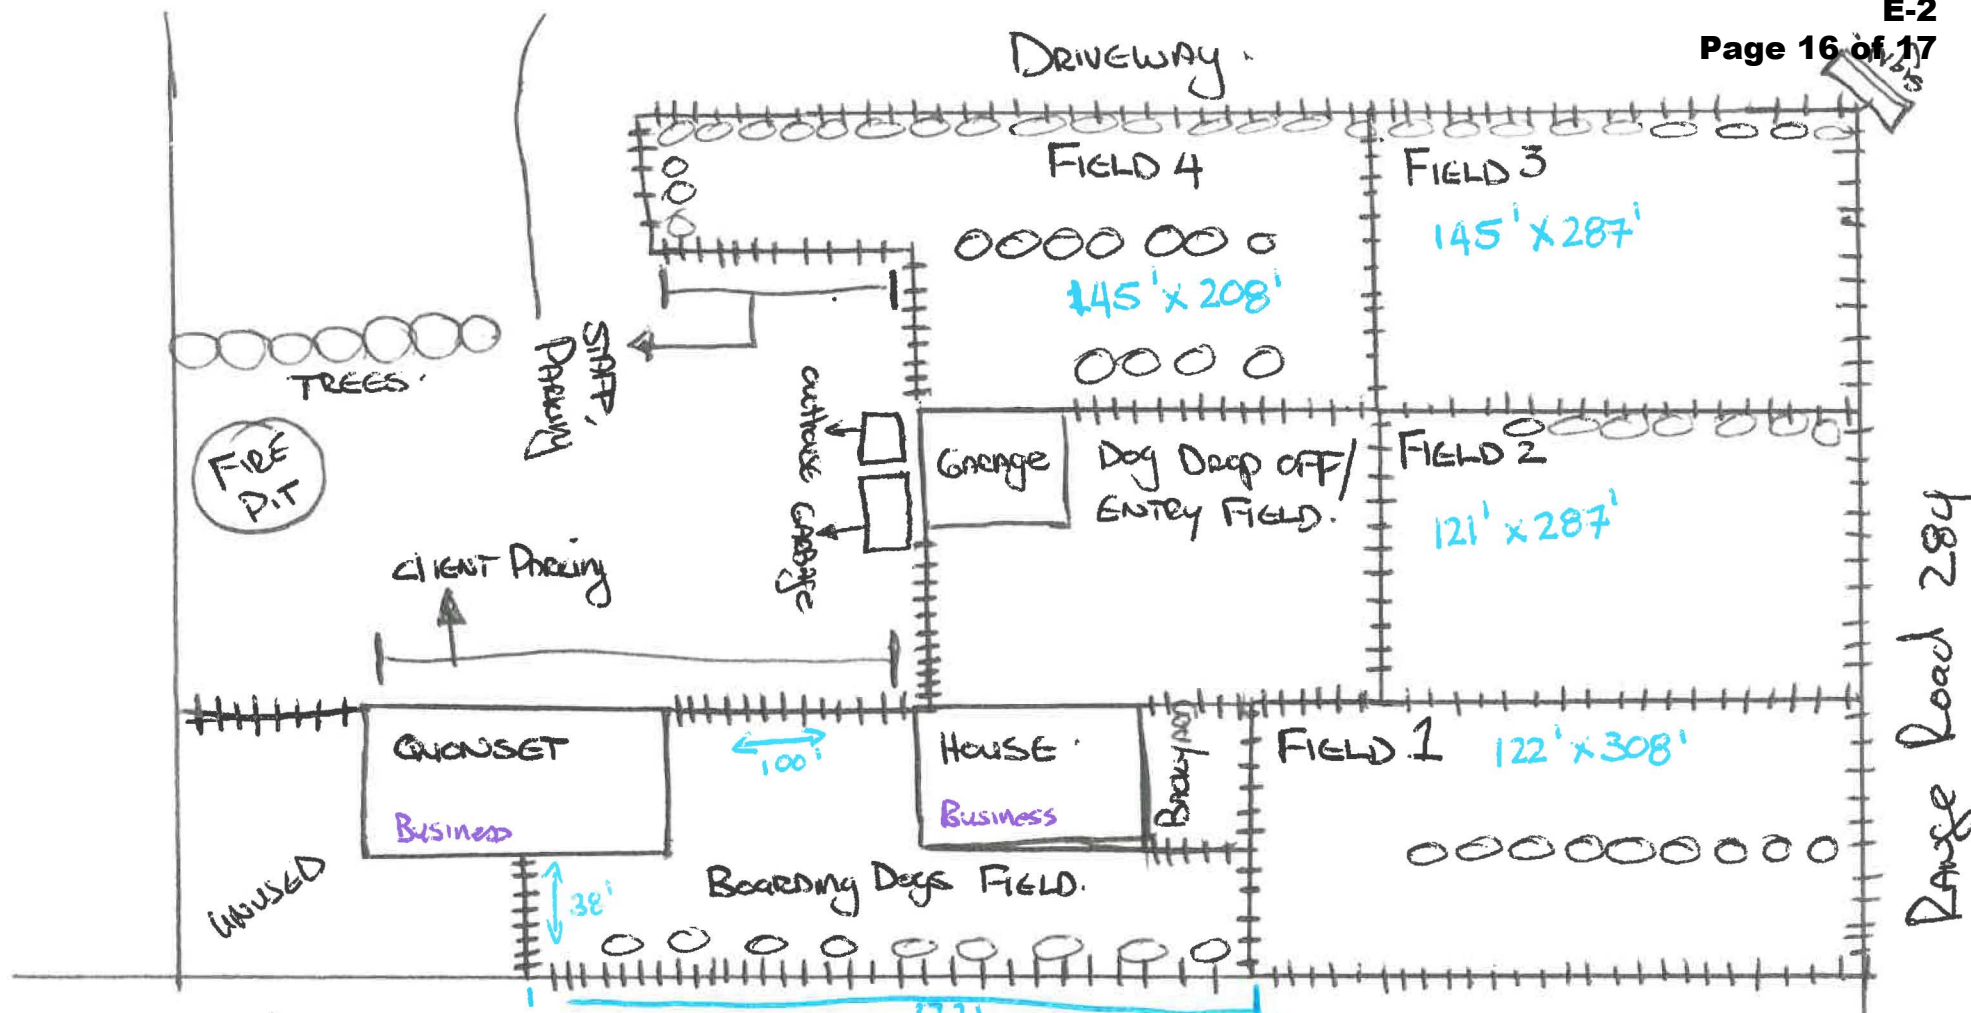 E-2
Page 16 of 17
DRIVEWAY.
FIELD 4
FIELD 3
145' x 287'
145' x 208'
STAFF.
PARKING
TREES.
OUTHOUSE
FIRE
PIT
GARAGE
DOG DROP OFF/
ENTRY FIELD.
FIELD 2
121' x 287'
Range Road 284
GARBAGE
CLIENT PARKING
QUONSET
Business
100'
HOUSE.
Business
BACKYARD
FIELD 1
122' x 308'
UNUSED
38'
BOARDING DOGS FIELD.